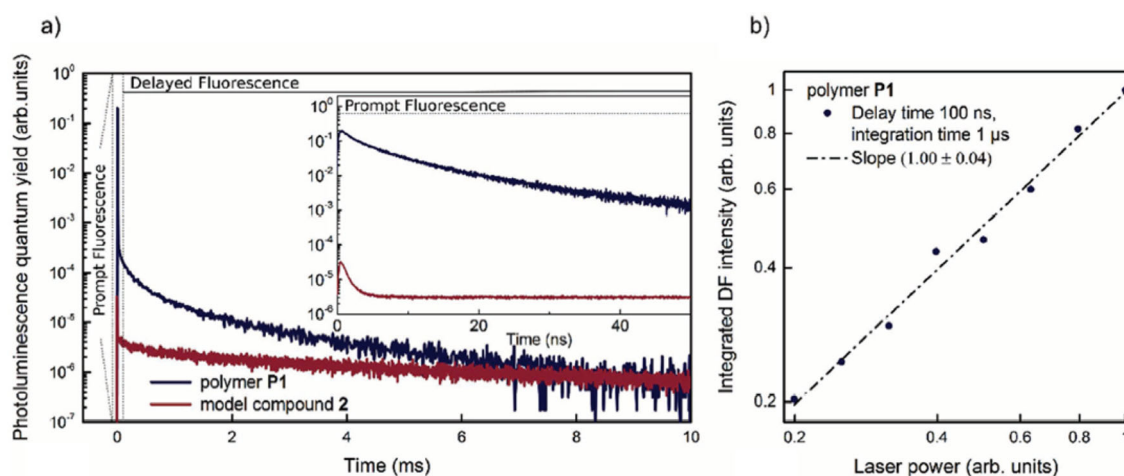 a)
Photoluminescence quantum yield (arb.units)
10^0
10^-1
10^-2
10^-3
10^-4
10^-5
10^-6
10^-7
Delayed Fluorescence
Prompt Fluorescence
Prompt Fluorescence
10^0
10^-1
10^-2
10^-3
10^-4
10^-5
10^-6
0 20 40
Time (ns)
polymer P1
model compound 2
0 2 4 6 8 10
Time (ms)
b)
Integrated DF intensity (arb. units)
1
0.8
0.6
0.4
0.2
polymer P1
Delay time 100 ns,
integration time 1 µs
Slope (1.00 ± 0.04)
0.2 0.4 0.6 0.8 1
Laser power (arb. units)